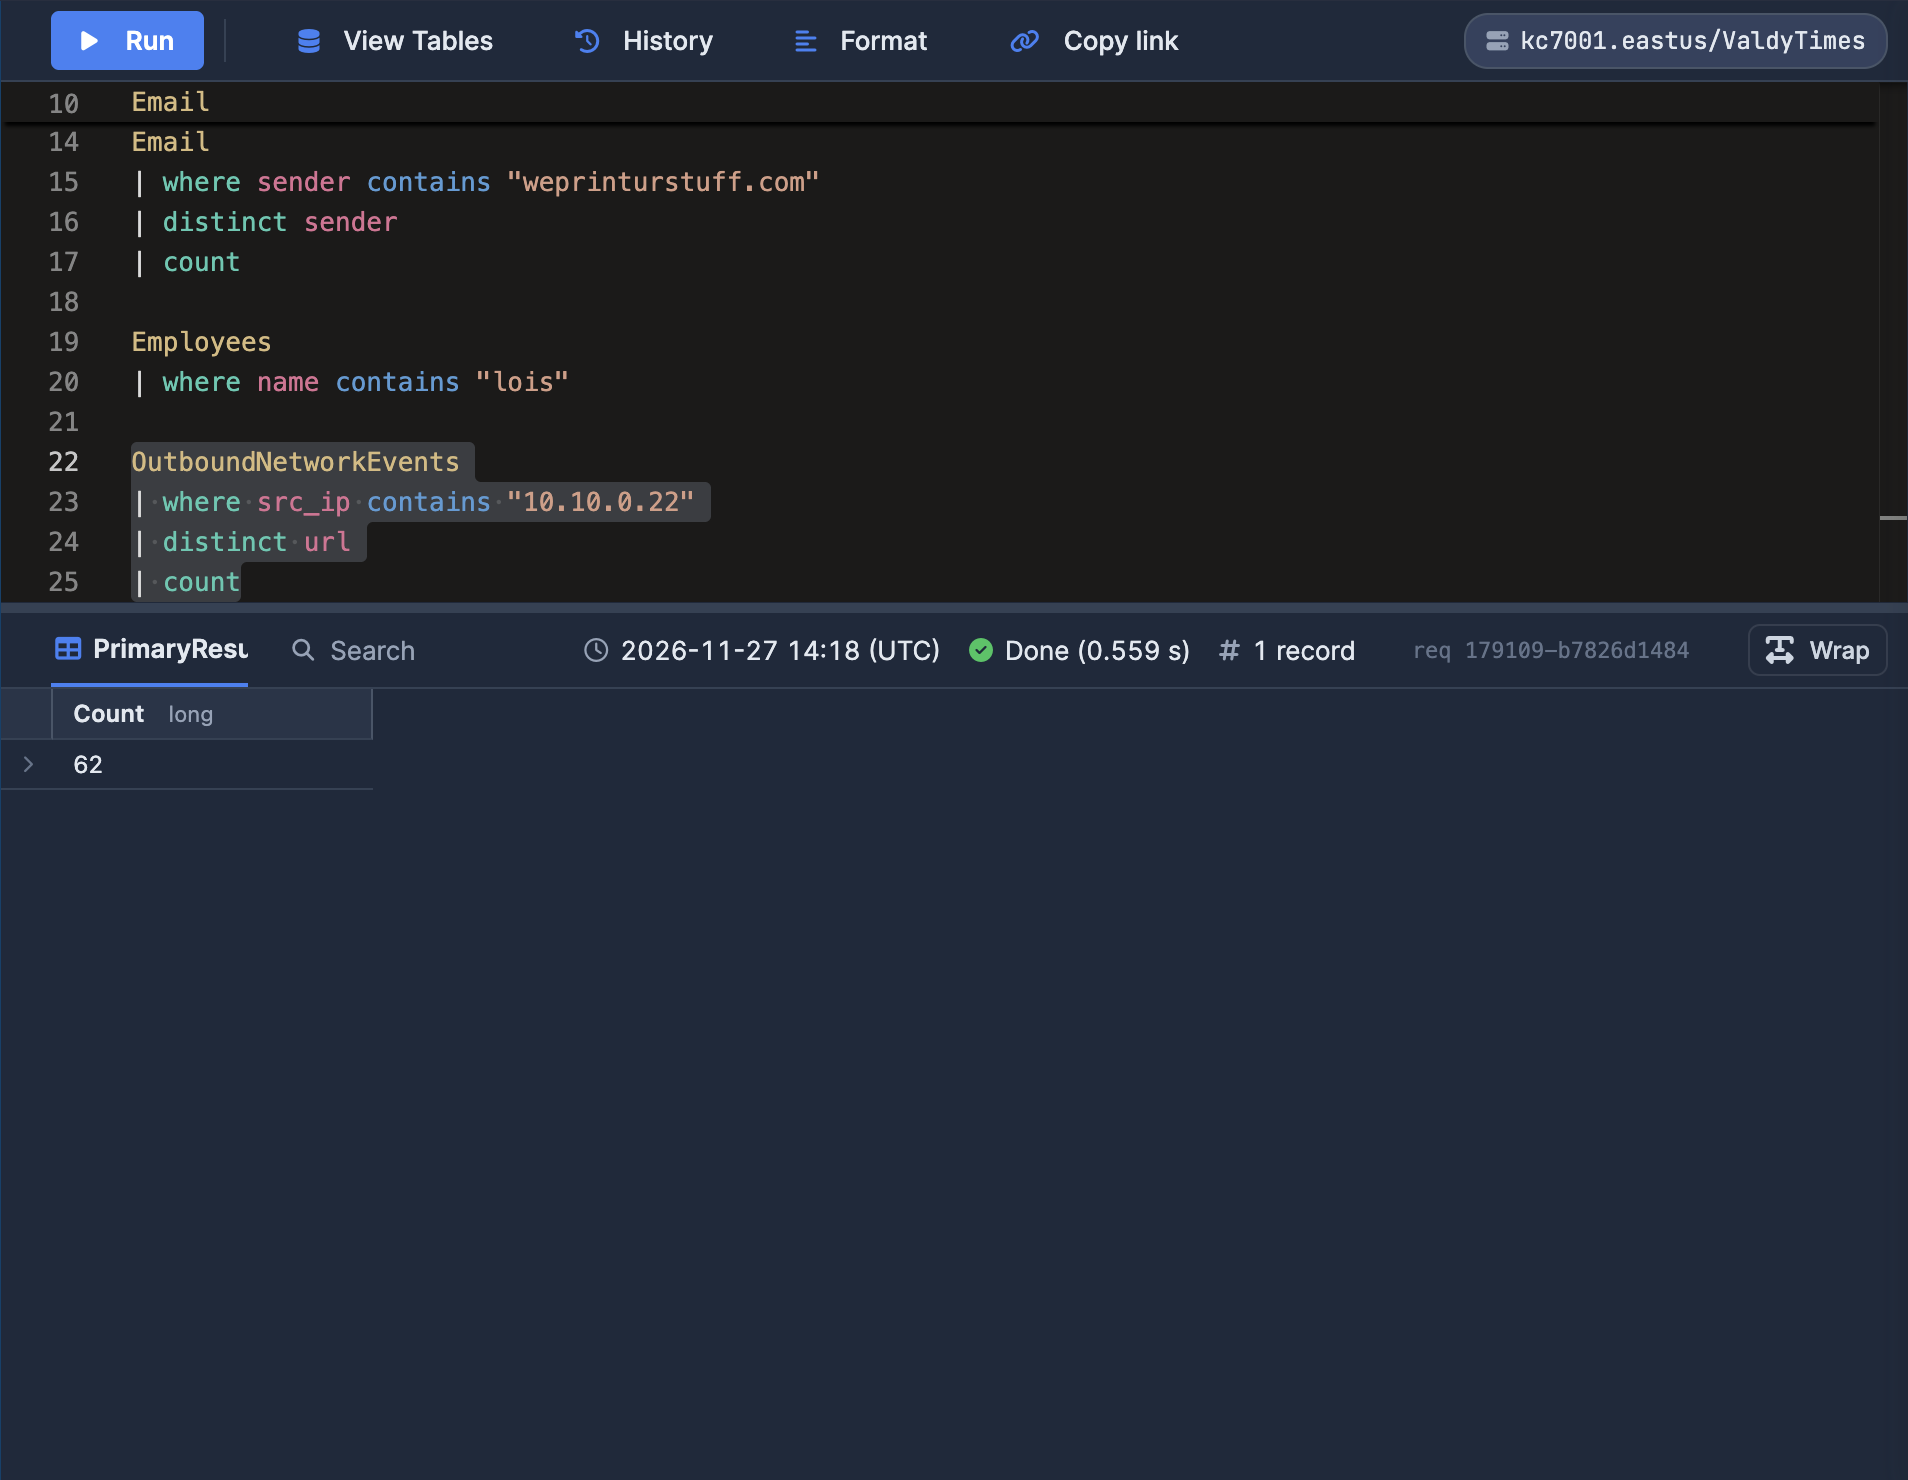 Run View Tables History Format Copy link kc7001.eastus/ValdyTimes
10 Email
14 Email
15 | where sender contains "weprinturstuff.com"
16 | distinct sender
17 | count
18
19 Employees
20 | where name contains "lois"
21
22 OutboundNetworkEvents
23 | where src_ip contains "10.10.0.22"
24 | distinct url
25 | count
PrimaryResu Search 2026-11-27 14:18 (UTC) Done (0.559 s) # 1 record req 179109-b7826d1484 Wrap
Count long
62